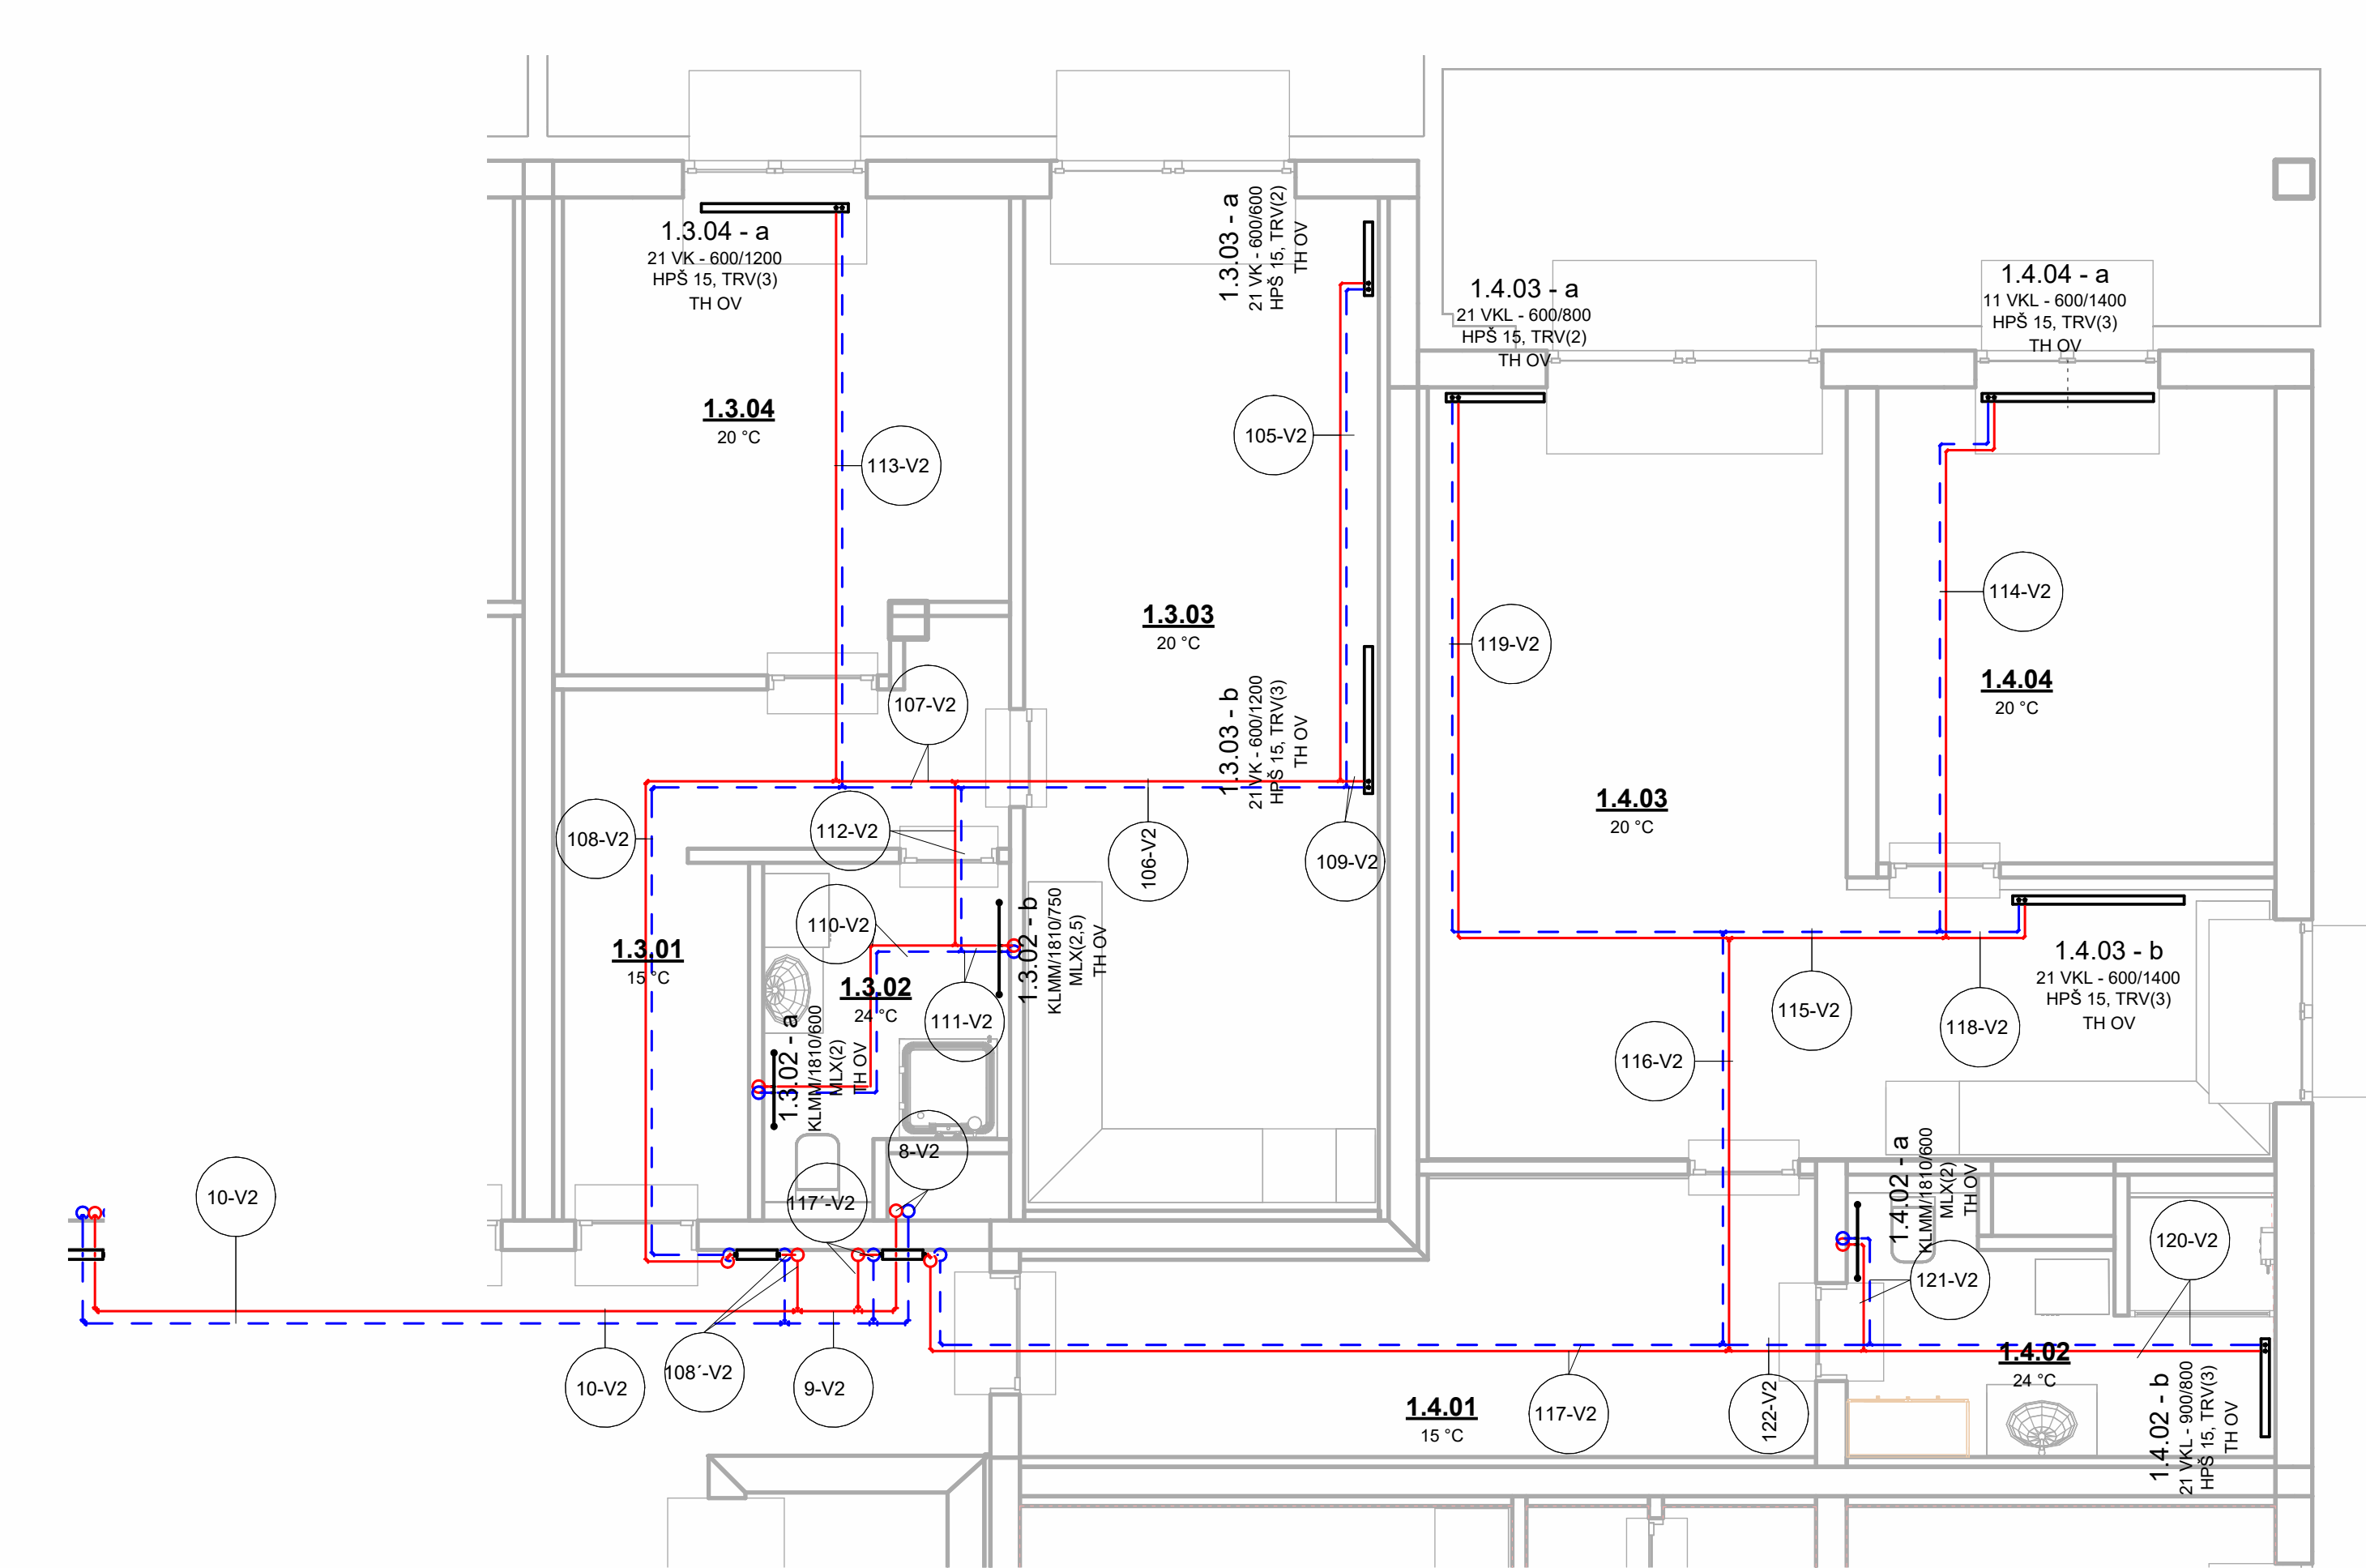 1.3.04 - a
21 VK - 600/1200
HPŠ 15, TRV(3)
TH OV
1.3.03 - a
21 VK - 600/600
HPŠ 15, TRV(2)
TH OV
1.4.03 - a
21 VKL - 600/800
HPŠ 15, TRV(2)
TH OV
1.4.04 - a
11 VKL - 600/1400
HPŠ 15, TRV(3)
TH OV
1.3.04
20 °C
113-V2
105-V2
114-V2
1.3.03
20 °C
119-V2
1.4.04
20 °C
107-V2
1.3.03 - b
21 VK - 600/1200
HPŠ 15, TRV(3)
TH OV
1.4.03
20 °C
108-V2
112-V2
106-V2
109-V2
110-V2
1.3.02 - b
KLMM/1810/750
MLX(2,5)
TH OV
1.3.01
15 °C
1.3.02
24 °C
111-V2
1.4.03 - b
21 VKL - 600/1400
HPŠ 15, TRV(3)
TH OV
115-V2
118-V2
116-V2
1.3.02 - a
KLMM/1810/600
MLX(2)
TH OV
8-V2
1.4.02 - a
KLMM/1810/600
MLX(2)
TH OV
10-V2
117´-V2
120-V2
121-V2
10-V2
108´-V2
9-V2
1.4.01
15 °C
117-V2
122-V2
1.4.02
24 °C
1.4.02 - b
21 VKL - 900/800
HPŠ 15, TRV(3)
TH OV